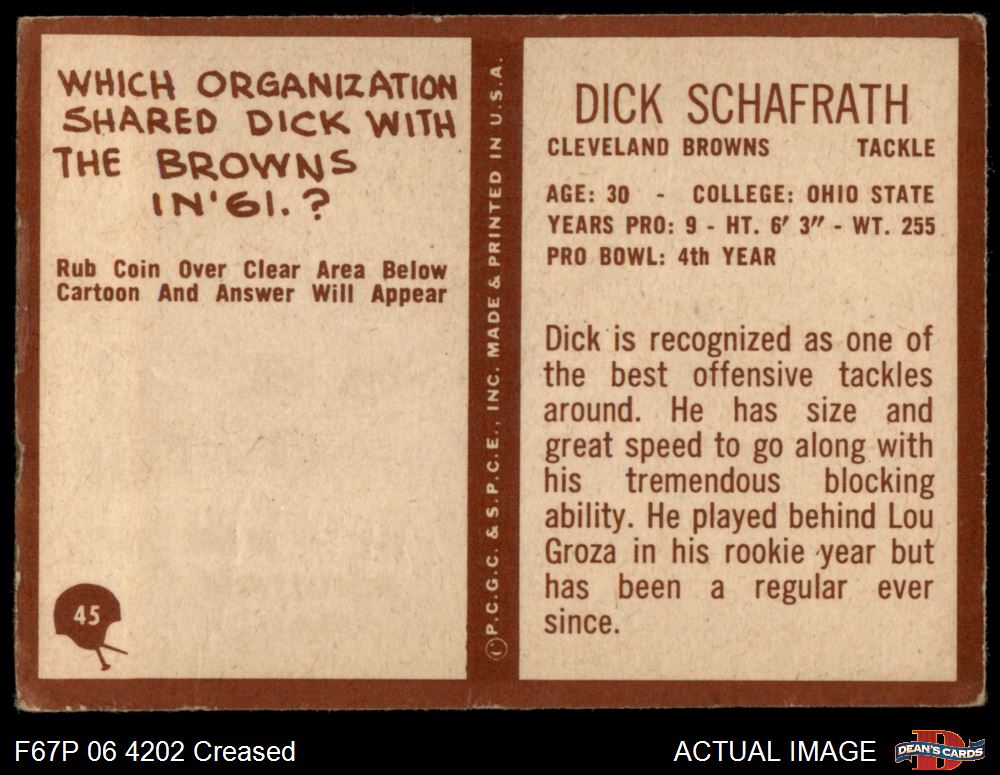 WHICH ORGANIZATION
SHARED DICK WITH
THE BROWNS
IN '61.?
Rub Coin Over Clear Area Below
Cartoon And Answer Will Appear
45
© P.C.G.C. & S.P.C.E., INC. MADE & PRINTED IN U.S.A.
DICK SCHAFRATH
CLEVELAND BROWNS TACKLE
AGE: 30 - COLLEGE: OHIO STATE
YEARS PRO: 9 - HT. 6' 3" - WT. 255
PRO BOWL: 4th YEAR
Dick is recognized as one of
the best offensive tackles
around. He has size and
great speed to go along with
his tremendous blocking
ability. He played behind Lou
Groza in his rookie year but
has been a regular ever
since.
F67P 06 4202 Creased
ACTUAL IMAGE
D
DEAN'S CARDS